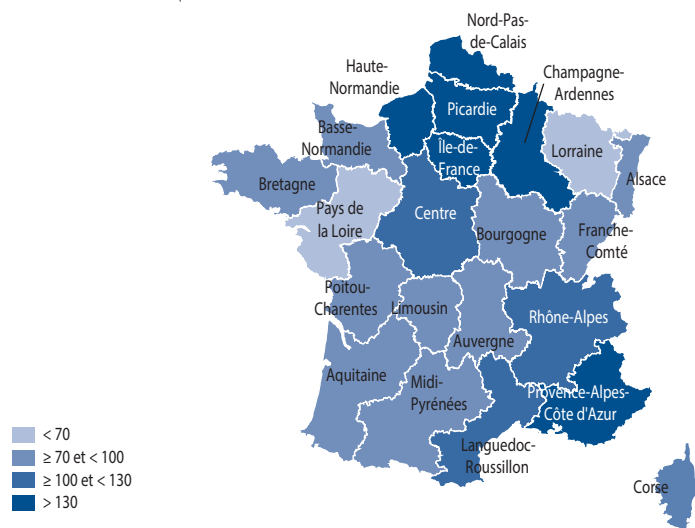 Nord-Pas-
de-Calais
Haute-
Normandie
Champagne-
Ardennes
Picardie
Basse-
Normandie
Île-de-
France
Lorraine
Alsace
Bretagne
Pays de
la Loire
Centre
Bourgogne
Franche-
Comté
Poitou-
Charentes
Limousin
Auvergne
Rhône-Alpes
Aquitaine
Midi-
Pyrénées
Provence-Alpes-
Côte d'Azur
Languedoc-
Roussillon
Corse
< 70
≥ 70 et < 100
≥ 100 et < 130
> 130